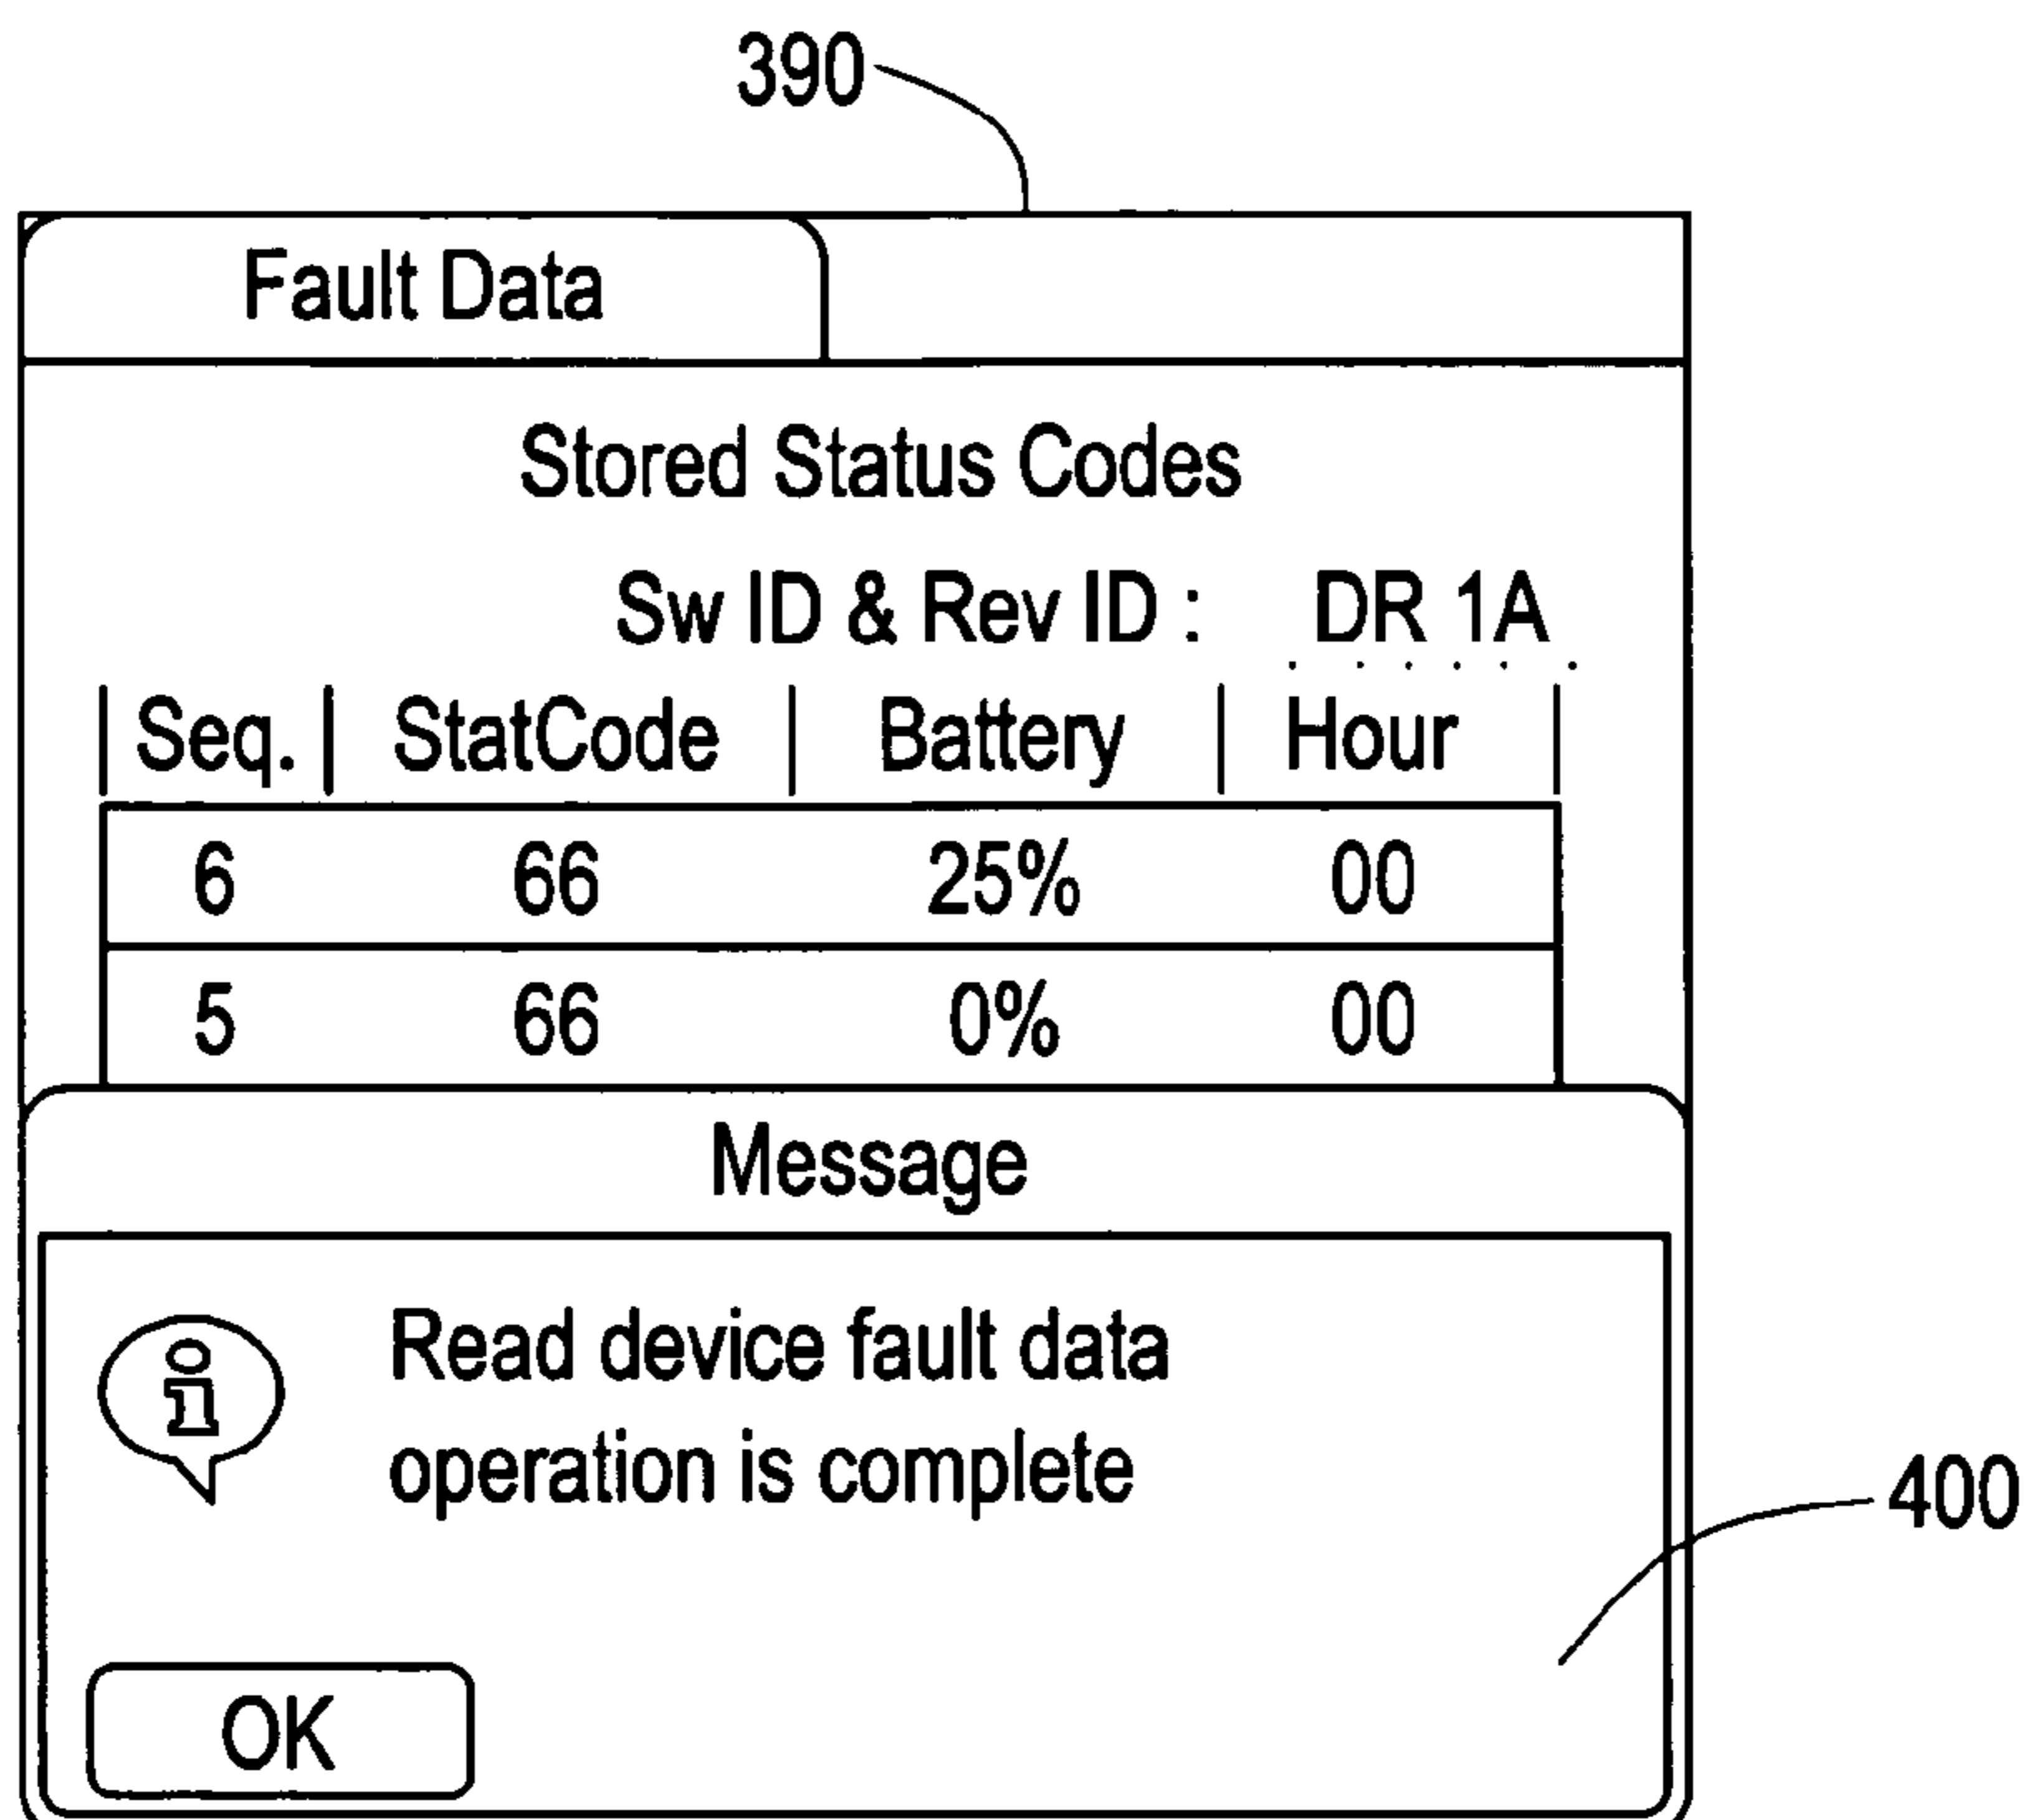 390
Fault Data
Stored Status Codes
Sw ID & Rev ID : DR 1A
Seq. StatCode Battery Hour
6 66 25% 00
5 66 0% 00
Message
Read device fault data
operation is complete
400
OK